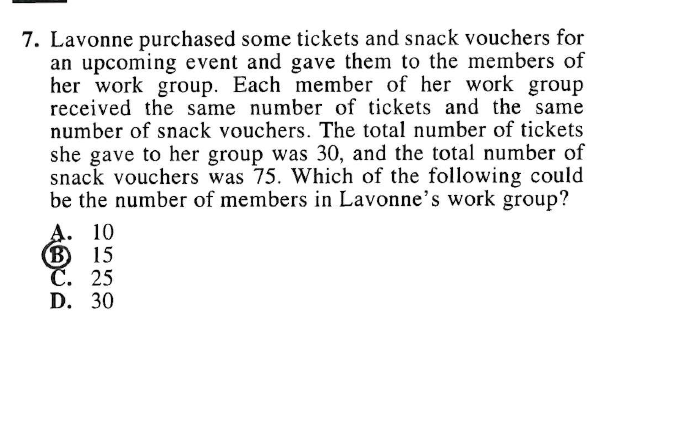 7. Lavonne purchased some tickets and snack vouchers for
an upcoming event and gave them to the members of
her work group. Each member of her work group
received the same number of tickets and the same
number of snack vouchers. The total number of tickets
she gave to her group was 30, and the total number of
snack vouchers was 75. Which of the following could
be the number of members in Lavonne's work group?
A. 10
B 15
C. 25
D. 30